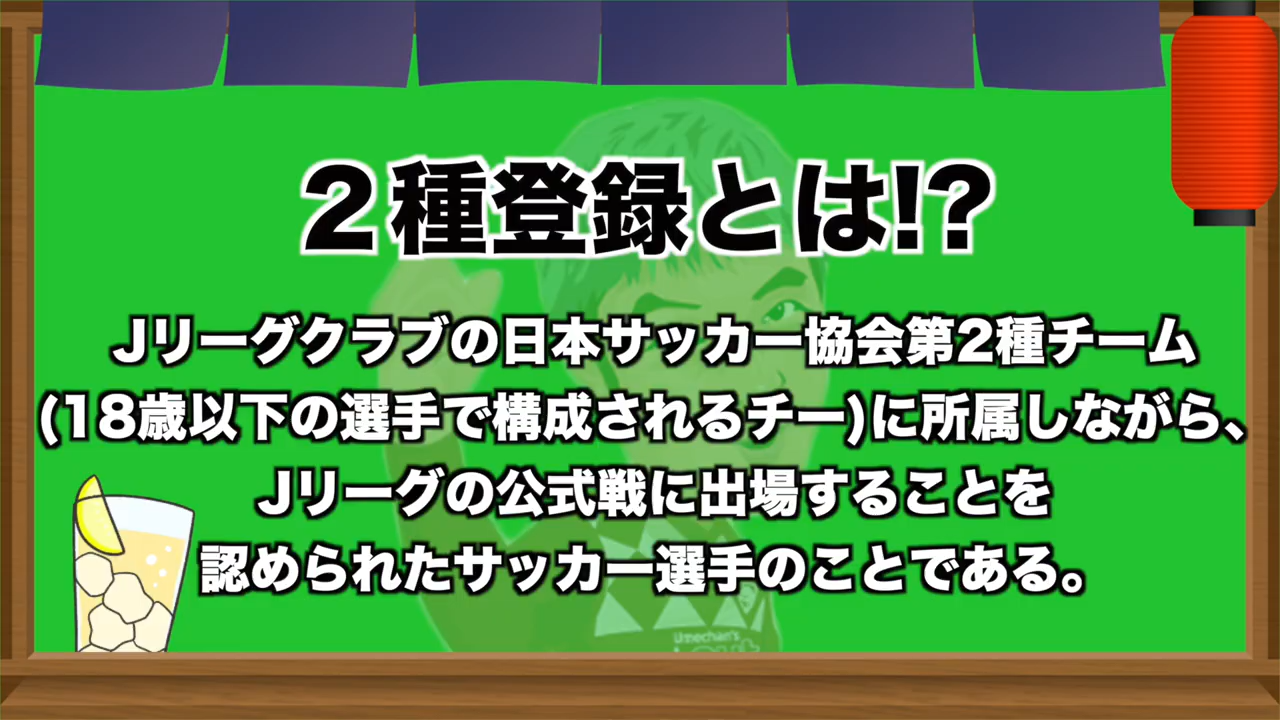 ２種登録とは!?
Jリーグクラブの日本サッカー協会第2種チーム
(18歳以下の選手で構成されるチー)に所属しながら、
Jリーグの公式戦に出場することを
認められたサッカー選手のことである。
Umechan's